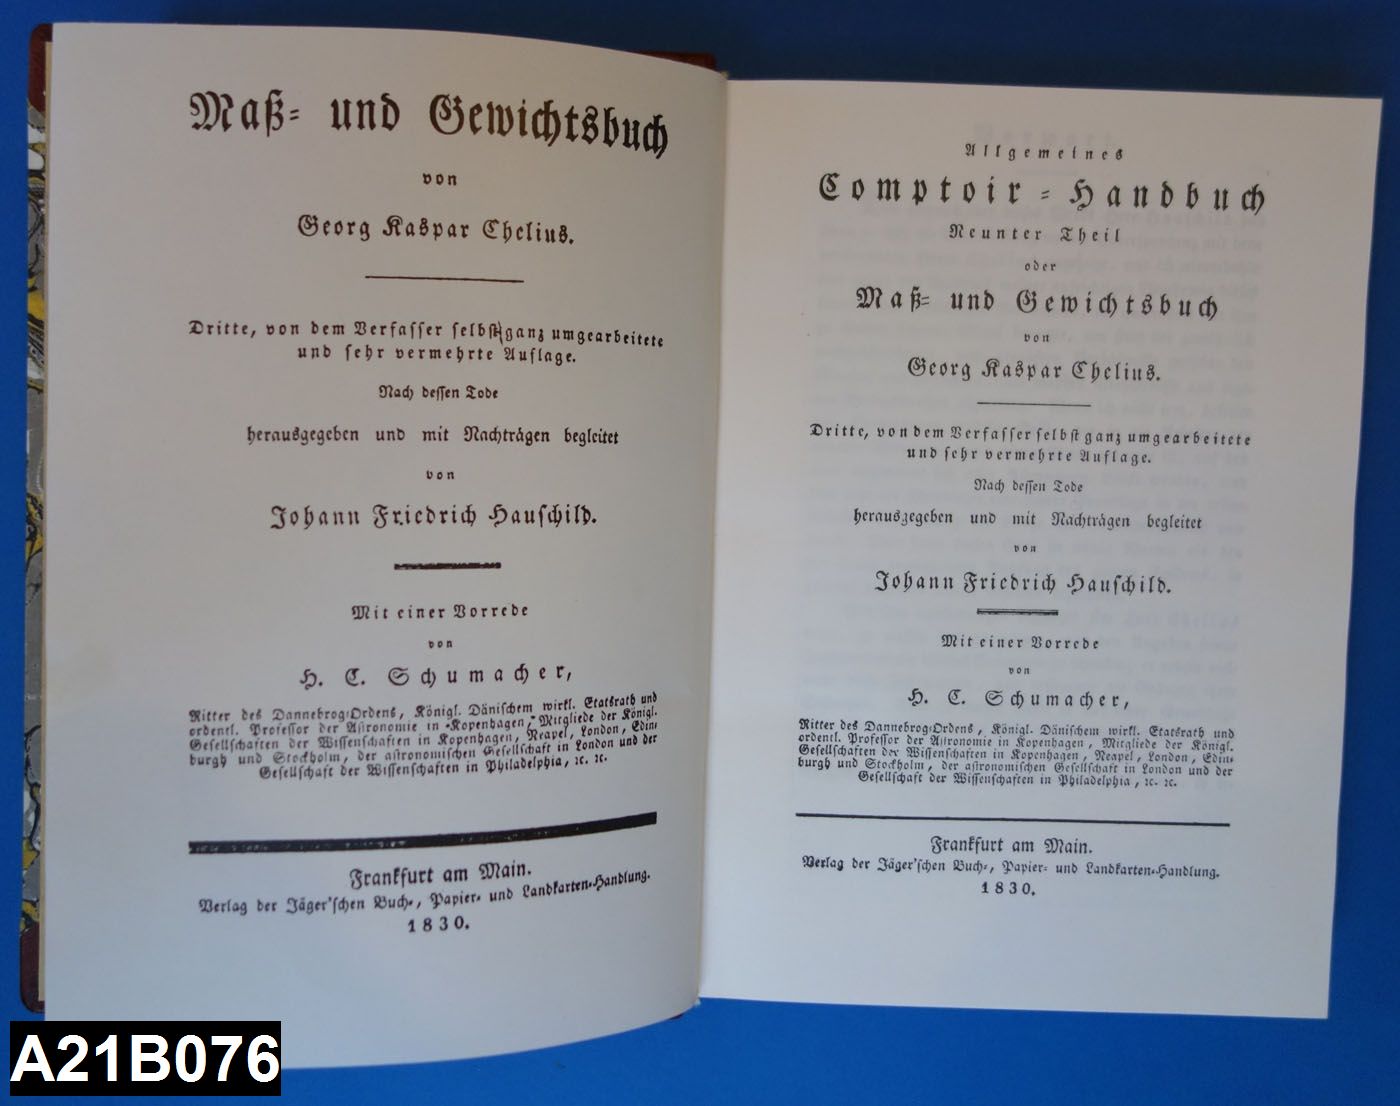 Maß- und Gewichtsbuch
von
Georg Kaspar Chelius.
Dritte, von dem Verfasser selbst ganz umgearbeitete
und sehr vermehrte Auflage.
Nach dessen Tode
herausgegeben und mit Nachträgen begleitet
von
Johann Friedrich Hauschild.
Mit einer Vorrede
von
H. C. Schumacher,
Ritter des Dannebrog-Ordens, Königl. Dänischem wirkl. Etatsrath und
ordentl. Professor der Astronomie in Kopenhagen, Mitgliede der Königl.
Gesellschaften der Wissenschaften in Kopenhagen, Neapel, London, Edin-
burgh und Stockholm, der astronomischen Gesellschaft in London und der
Gesellschaft der Wissenschaften in Philadelphia, ꝛc. ꝛc.
Frankfurt am Main.
Verlag der Jäger'schen Buch-, Papier- und Landkarten-Handlung.
1830.
Allgemeines
Comptoir-Handbuch
Neunter Theil
oder
Maß- und Gewichtsbuch
von
Georg Kaspar Chelius.
Dritte, von dem Verfasser selbst ganz umgearbeitete
und sehr vermehrte Auflage.
Nach dessen Tode
herausgegeben und mit Nachträgen begleitet
von
Johann Friedrich Hauschild.
Mit einer Vorrede
von
H. C. Schumacher,
Ritter des Dannebrog-Ordens, Königl. Dänischem wirkl. Etatsrath und
ordentl. Professor der Astronomie in Kopenhagen, Mitgliede der Königl.
Gesellschaften der Wissenschaften in Kopenhagen, Neapel, London, Edin-
burgh und Stockholm, der astronomischen Gesellschaft in London und der
Gesellschaft der Wissenschaften in Philadelphia, ꝛc. ꝛc.
Frankfurt am Main.
Verlag der Jäger'schen Buch-, Papier- und Landkarten-Handlung.
1830.
A21B076